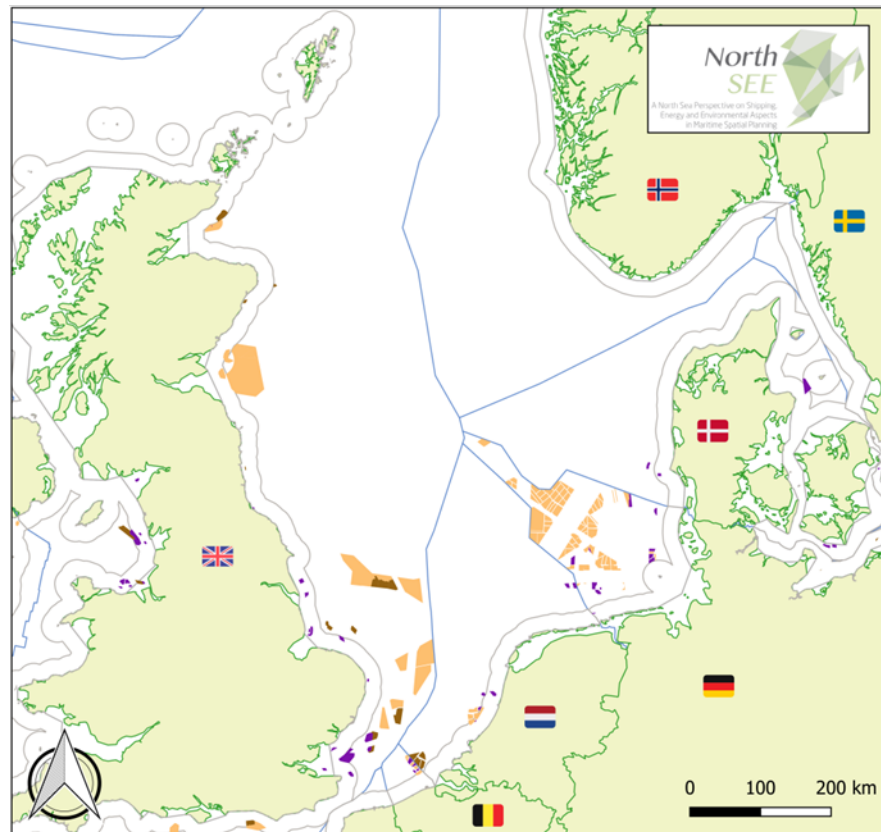 North
SEE
A North Sea Perspective on Shipping,
Energy and Environmental Aspects
in Maritime Spatial Planning
0 100 200 km